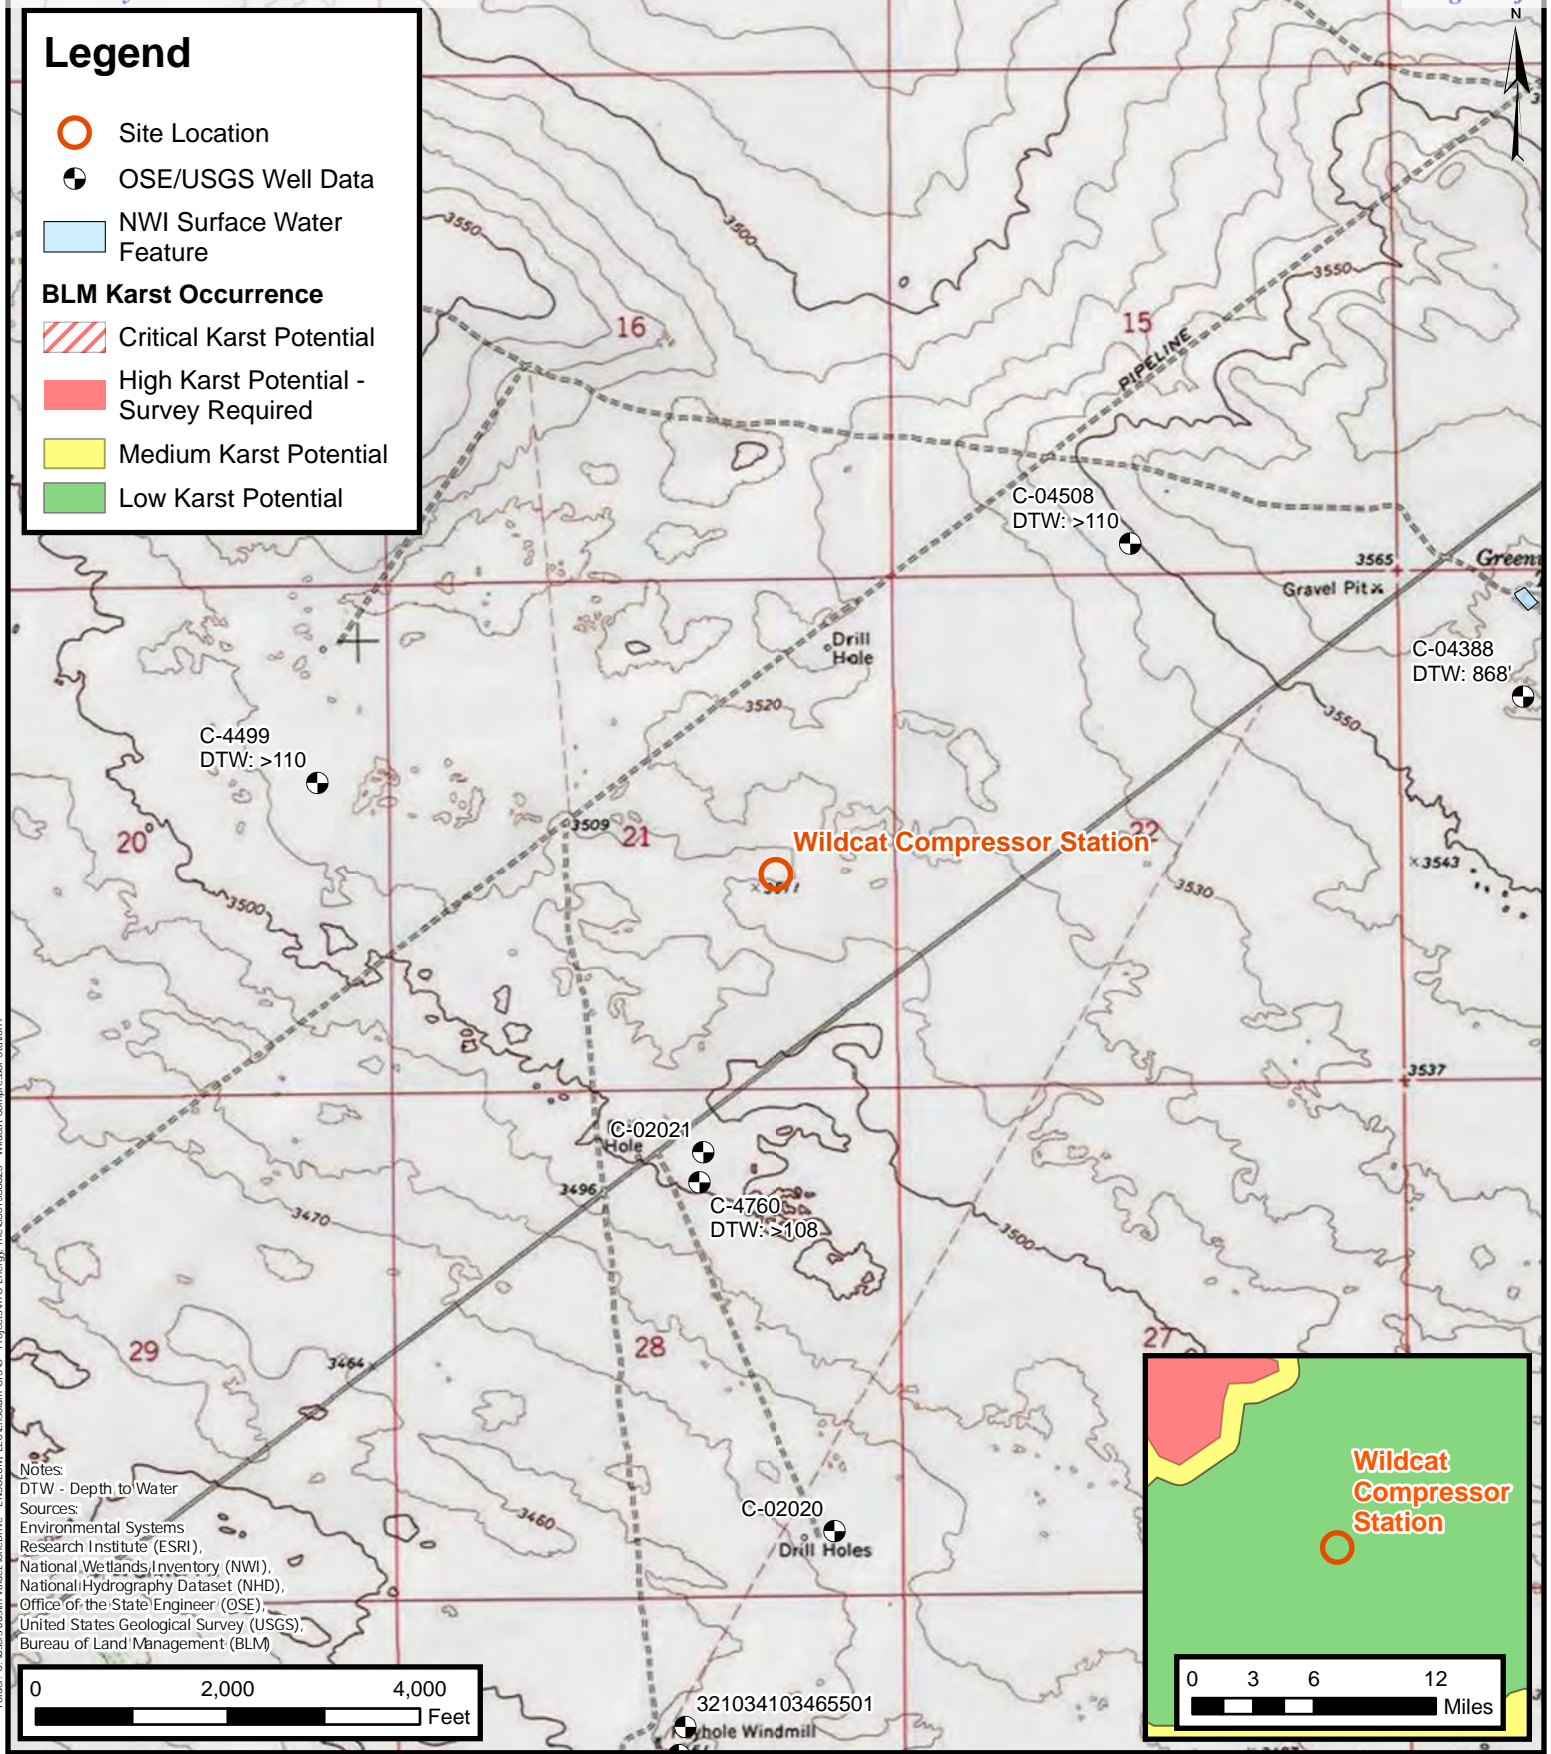 Legend
Site Location
OSE/USGS Well Data
NWI Surface Water
Feature
BLM Karst Occurrence
Critical Karst Potential
High Karst Potential -
Survey Required
Medium Karst Potential
Low Karst Potential
N
3550
3500
16
15
3550
PIPELINE
C-04508
DTW: >110
3565
Gravel Pit
Drill
Hole
C-04388
DTW: 868'
3520
3550
C-4499
DTW: >110
20
3509
21
Wildcat Compressor Station
22
3543
3530
3500
3537
C-02021
Hole
3496
C-4760
DTW: >108
3470
3500
29
3464
28
27
Wildcat
Compressor
Station
C-02020
Drill Holes
3460
Notes:
DTW - Depth to Water
Sources:
Environmental Systems
Research Institute (ESRI),
National Wetlands Inventory (NWI),
National Hydrography Dataset (NHD),
Office of the State Engineer (OSE),
United States Geological Survey (USGS),
Bureau of Land Management (BLM)
0 2,000 4,000
Feet
0 3 6 12
Miles
321034103465501
yhole Windmill